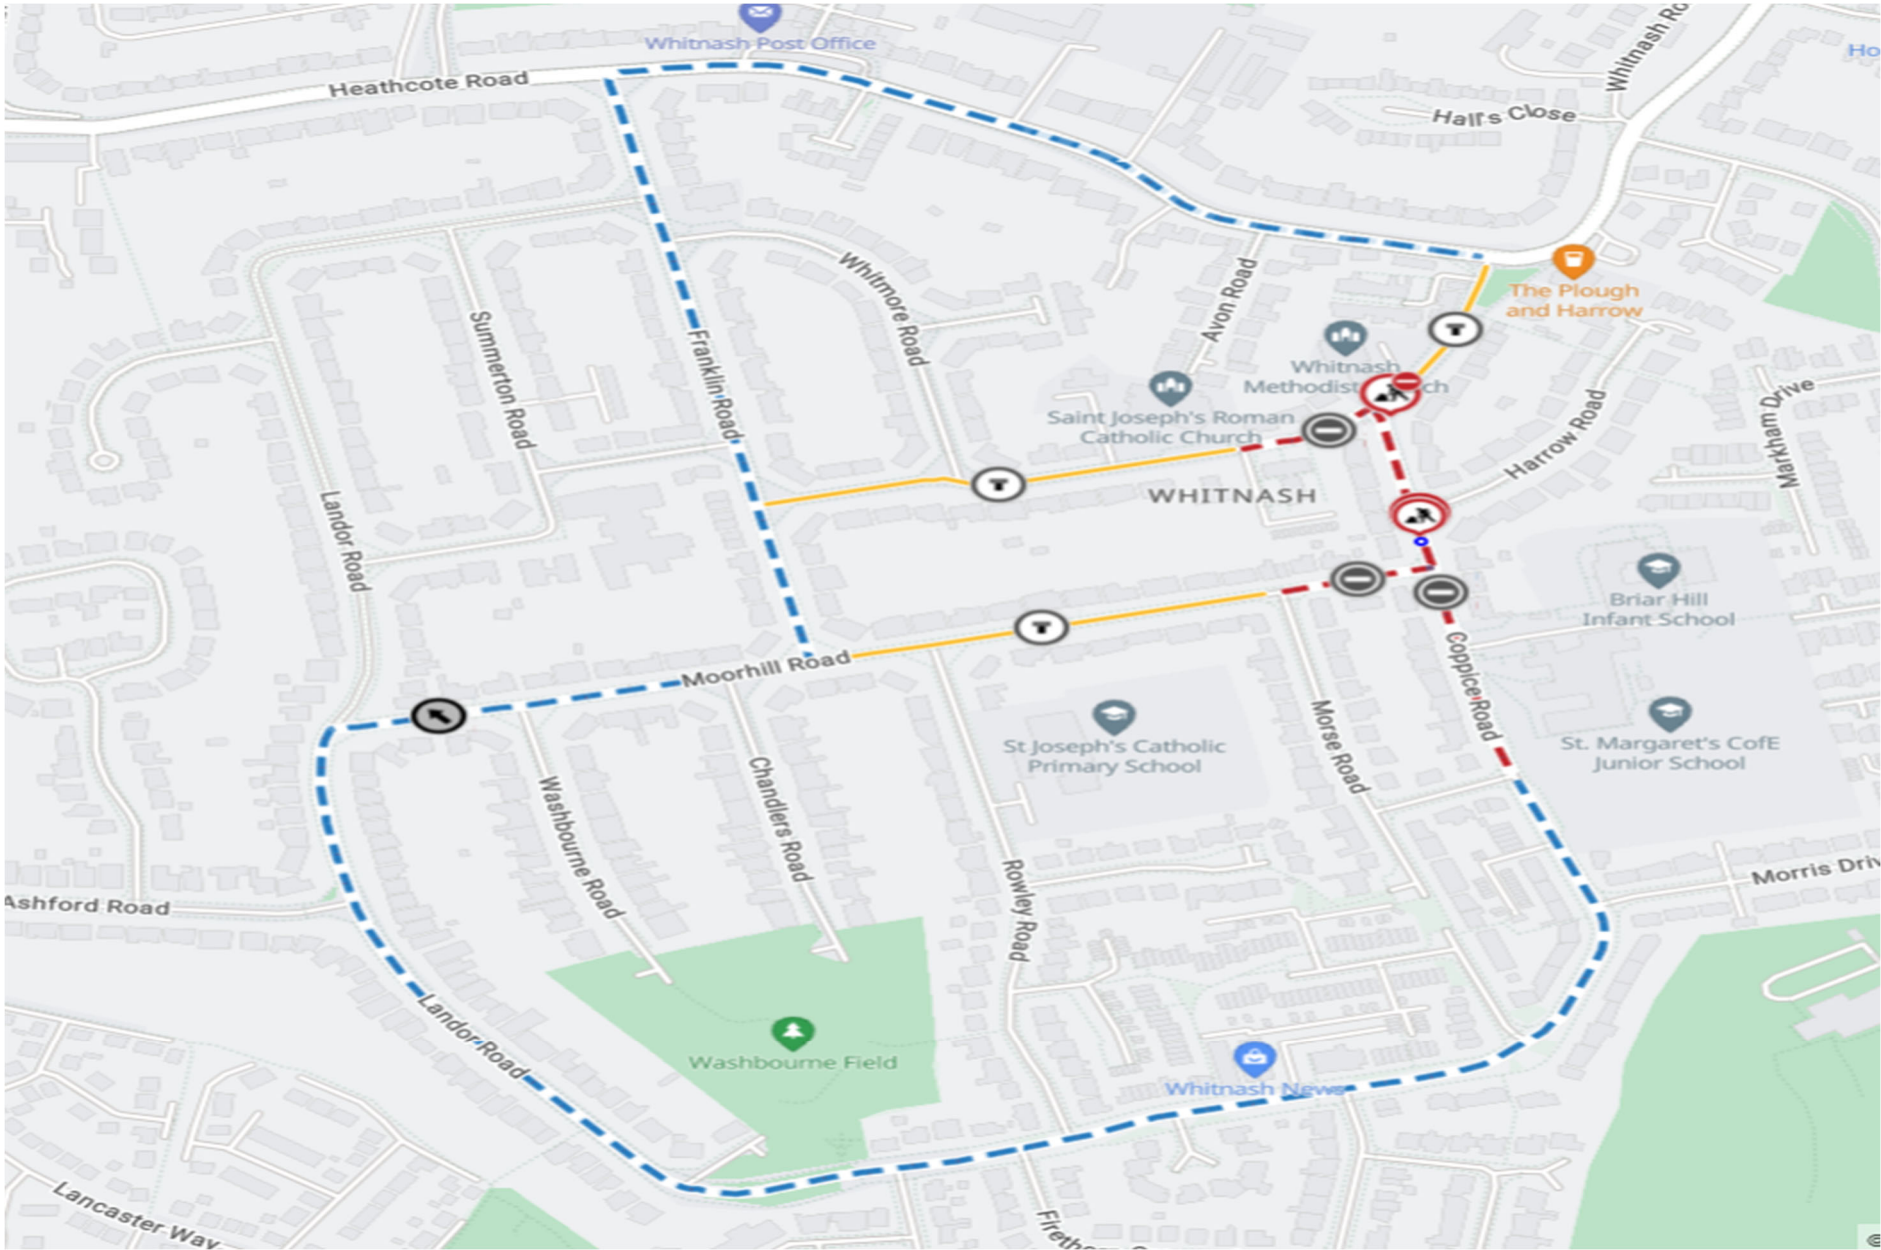 Whitnash Post Office
Heathcote Road
Whitnash Ro
Ho
Hall's Close
The Plough
and Harrow
Whitmore Road
Avon Road
Summerton Road
Franklin Road
Whitnash
Methodist
ch
Saint Joseph's Roman
Catholic Church
Harrow Road
Markham Drive
WHITNASH
Landor Road
Briar Hill
Infant School
Moorhill Road
Coppice Road
St Joseph's Catholic
Primary School
Morse Road
St. Margaret's CofE
Junior School
Washbourne Road
Chandlers Road
Rowley Road
Morris Driv
Ashford Road
Landor Road
Washbourne Field
Whitnash News
Lancaster Way